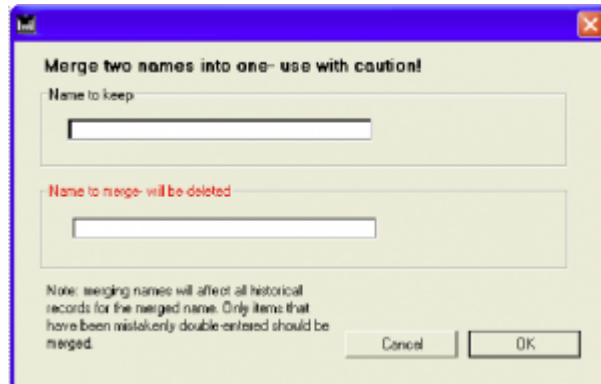 Merge two names into one- use with caution!
Name to keep
Name to merge- will be deleted
Note: merging names will affect all historical
records for the merged name. Only items that
have been mistakenly double-entered should be
merged.
Cancel
OK